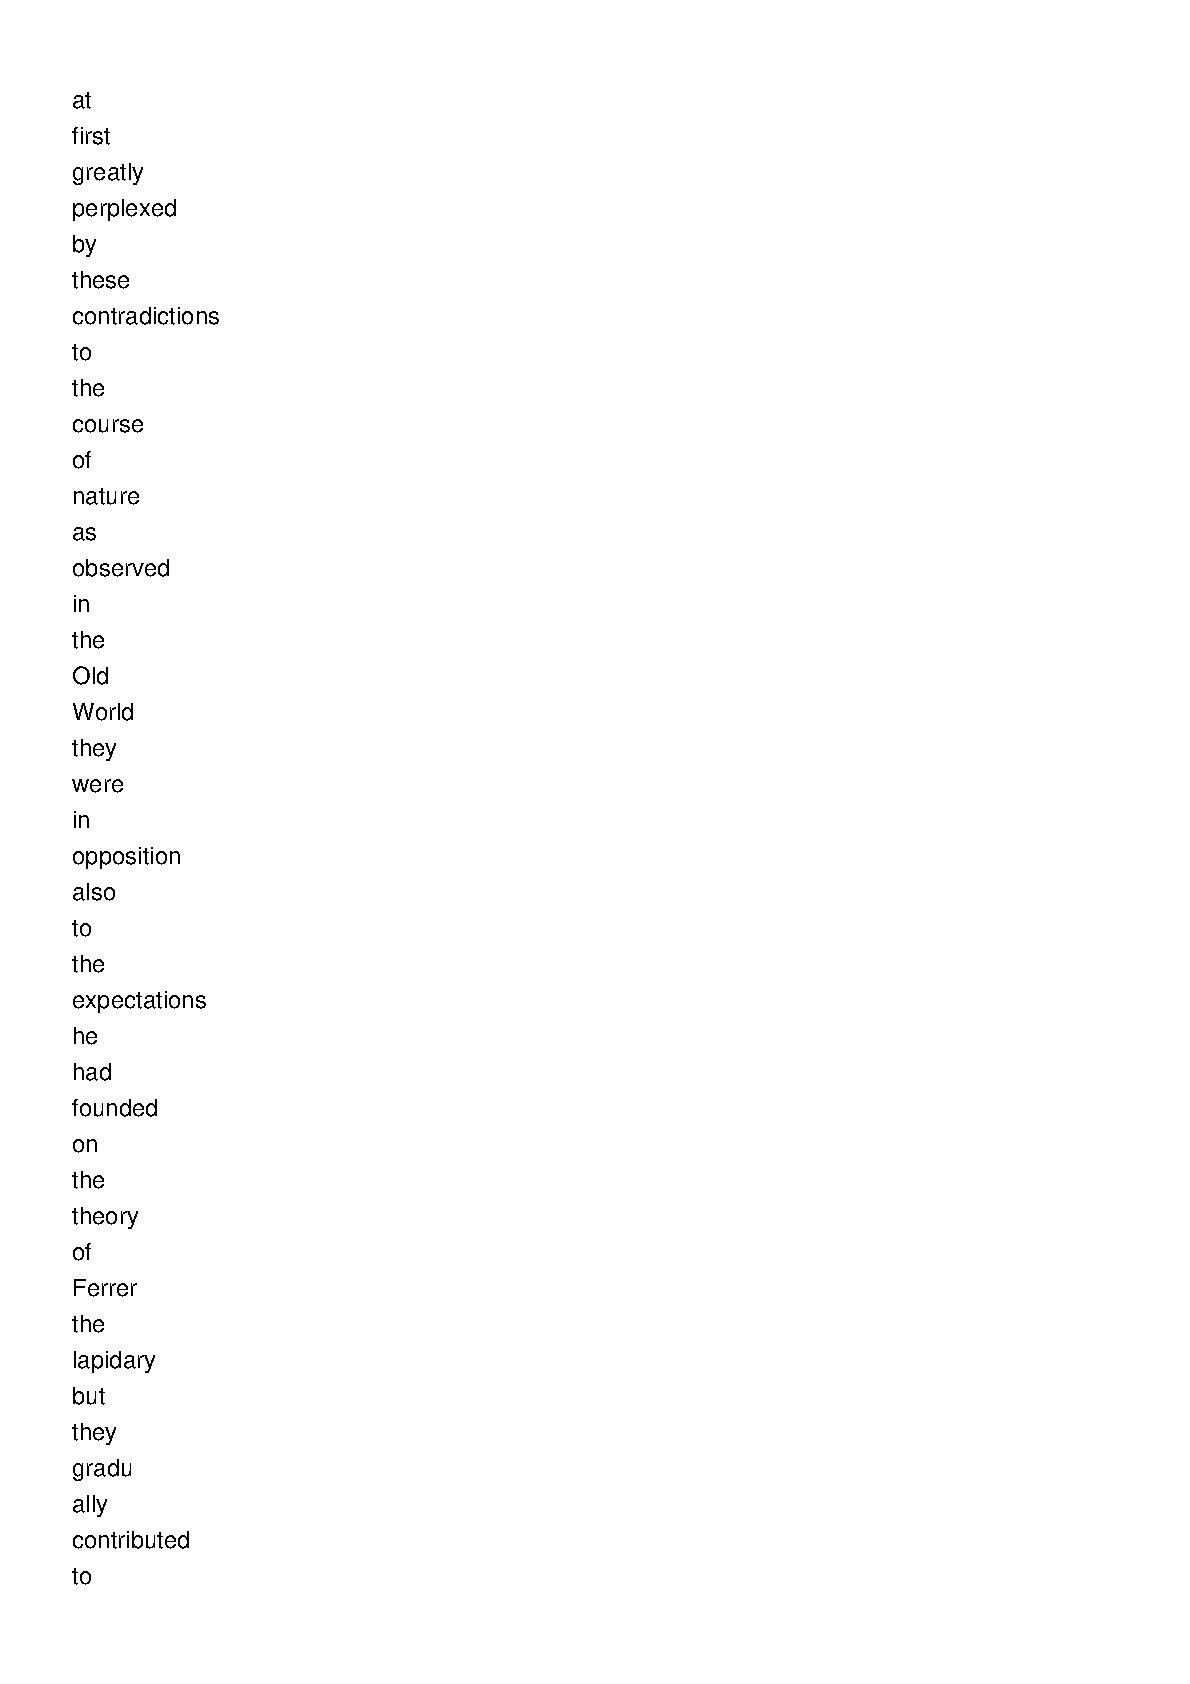 at
first
greatly
perplexed
by
these
contradictions
to
the
course
of
nature
as
observed
in
the
Old
World
they
were
in
opposition
also
to
the
expectations
he
had
founded
on
the
theory
of
Ferrer
the
lapidary
but
they
gradu
ally
contributed
to